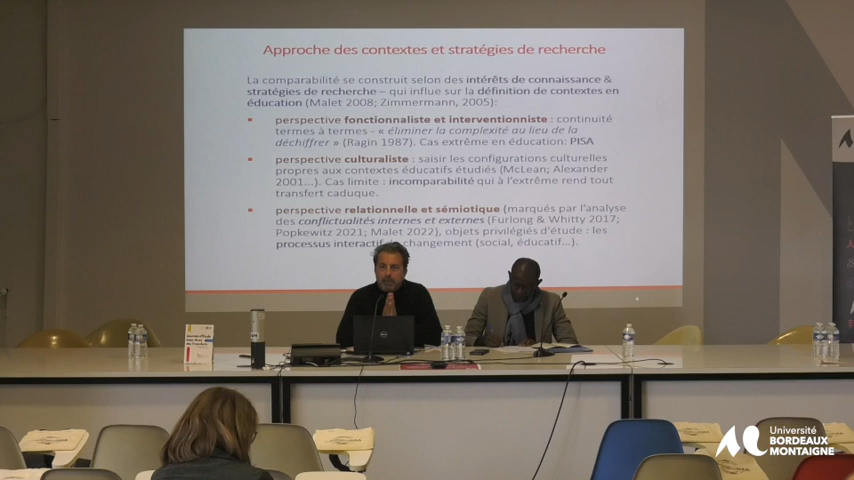 Approche des contextes et stratégies de recherche
La comparabilité se construit selon des intérêts de connaissance &
stratégies de recherche – qui influe sur la définition de contextes en
éducation (Malet 2008; Zimmermann, 2005):
▪ perspective fonctionnaliste et interventionniste : continuité
termes à termes - « éliminer la complexité au lieu de la
déchiffrer » (Ragin 1987). Cas extrême en éducation: PISA
▪ perspective culturaliste : saisir les configurations culturelles
propres aux contextes éducatifs étudiés (McLean; Alexander
2001...). Cas limite : incomparabilité qui à l'extrême rend tout
transfert caduque.
▪ perspective relationnelle et sémiotique (marqués par l'analyse
des conflictualités internes et externes (Furlong & Whitty 2017;
Popkewitz 2021; Malet 2022), objets privilégiés d'étude : les
processus interactif changement (social, éducatif...).
Université
BORDEAUX
MONTAIGNE